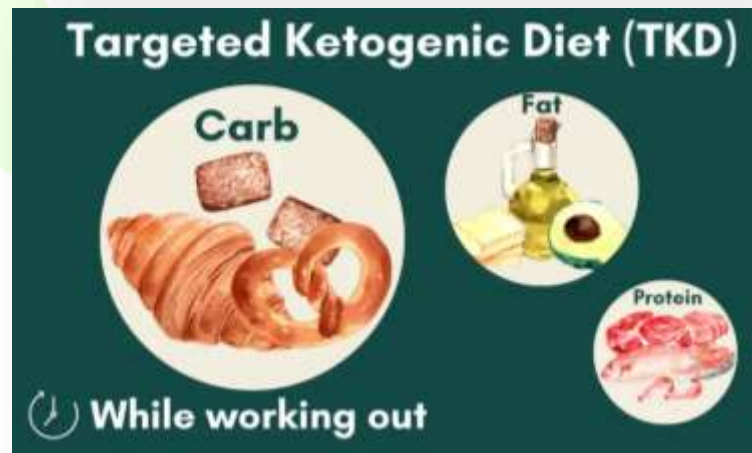 Targeted Ketogenic Diet (TKD)
Carb
Fat
Protein
While working out